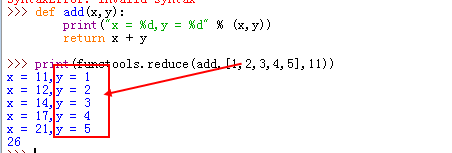 SyntaxError: invalid syntax
>>> def add(x,y):
        print("x = %d,y = %d" % (x,y))
        return x + y

>>> print(functools.reduce(add,[1,2,3,4,5],11))
x = 11,y = 1
x = 12,y = 2
x = 14,y = 3
x = 17,y = 4
x = 21,y = 5
26
>>>